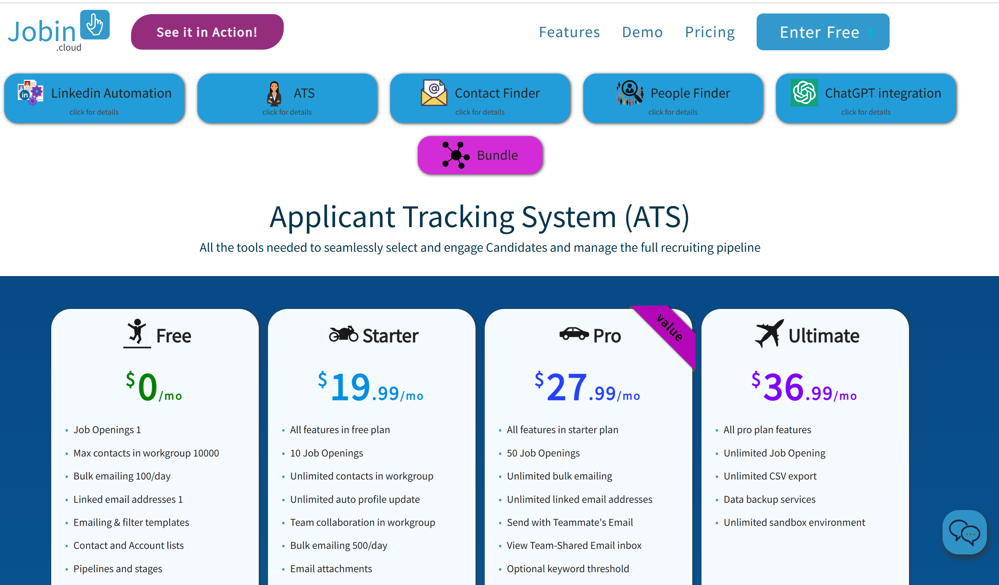 Jobin
.cloud
See it in Action!
Features
Demo
Pricing
Enter Free
in
Linkedin Automation
click for details
ATS
click for details
@
Contact Finder
click for details
People Finder
click for details
ChatGPT integration
click for details
Bundle
Applicant Tracking System (ATS)
All the tools needed to seamlessly select and engage Candidates and manage the full recruiting pipeline
Free
$0/mo
• Job Openings 1
• Max contacts in workgroup 10000
• Bulk emailing 100/day
• Linked email addresses 1
• Emailing & filter templates
• Contact and Account lists
• Pipelines and stages
Starter
$19.99/mo
• All features in free plan
• 10 Job Openings
• Unlimited contacts in workgroup
• Unlimited auto profile update
• Team collaboration in workgroup
• Bulk emailing 500/day
• Email attachments
Pro
value
$27.99/mo
• All features in starter plan
• 50 Job Openings
• Unlimited bulk emailing
• Unlimited linked email addresses
• Send with Teammate's Email
• View Team-Shared Email inbox
• Optional keyword threshold
Ultimate
$36.99/mo
• All pro plan features
• Unlimited Job Opening
• Unlimited CSV export
• Data backup services
• Unlimited sandbox environment